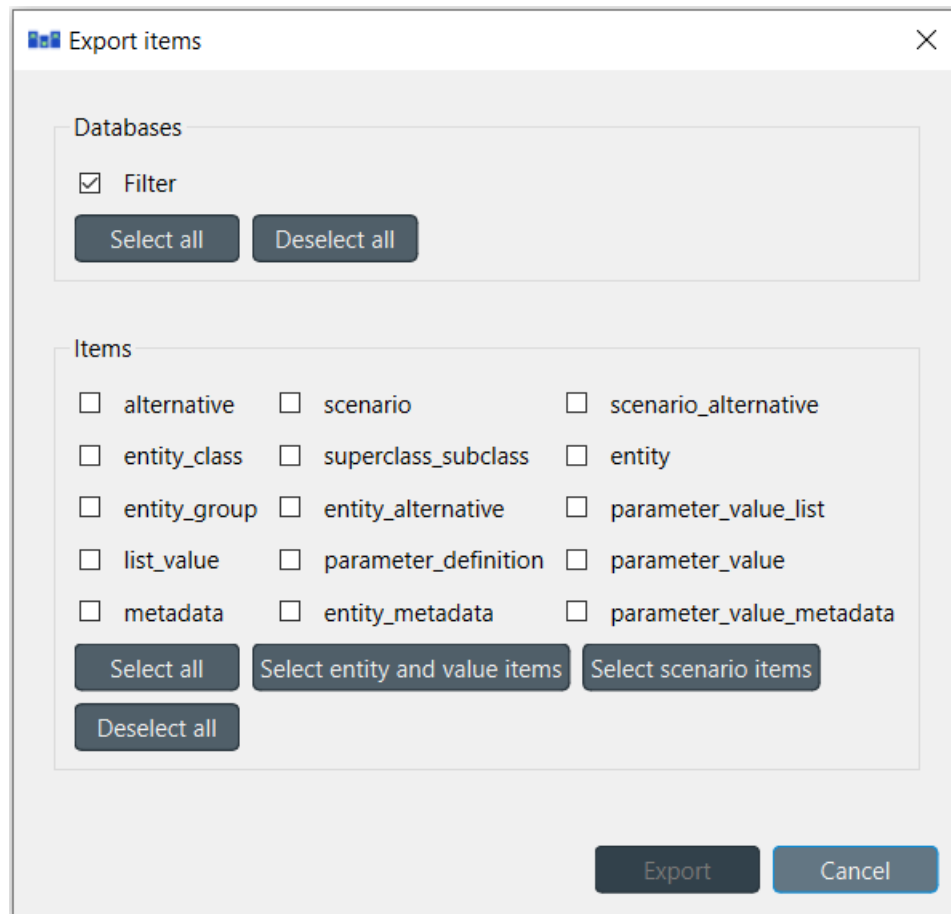 Export items
Databases
Filter
Select all Deselect all
Items
alternative scenario scenario_alternative
entity_class superclass_subclass entity
entity_group entity_alternative parameter_value_list
list_value parameter_definition parameter_value
metadata entity_metadata parameter_value_metadata
Select all Select entity and value items Select scenario items
Deselect all
Export Cancel